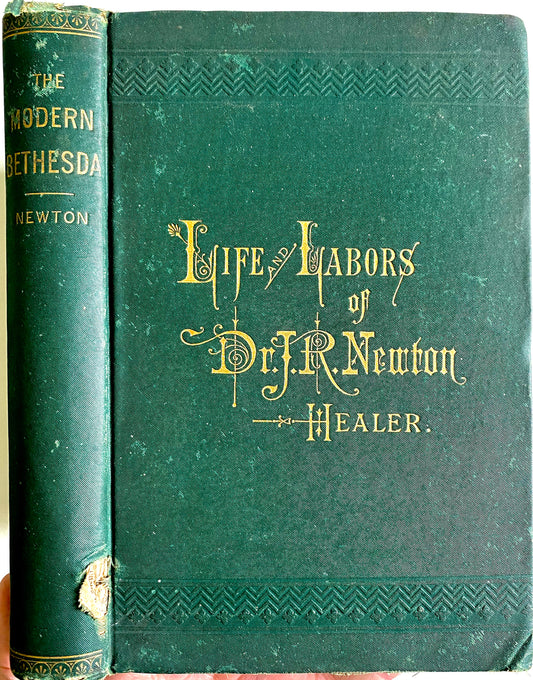 THE
MODERN
BETHESDA
NEWTON
LIFE AND LABORS
of
Dr. J. R. Newton
HEALER.